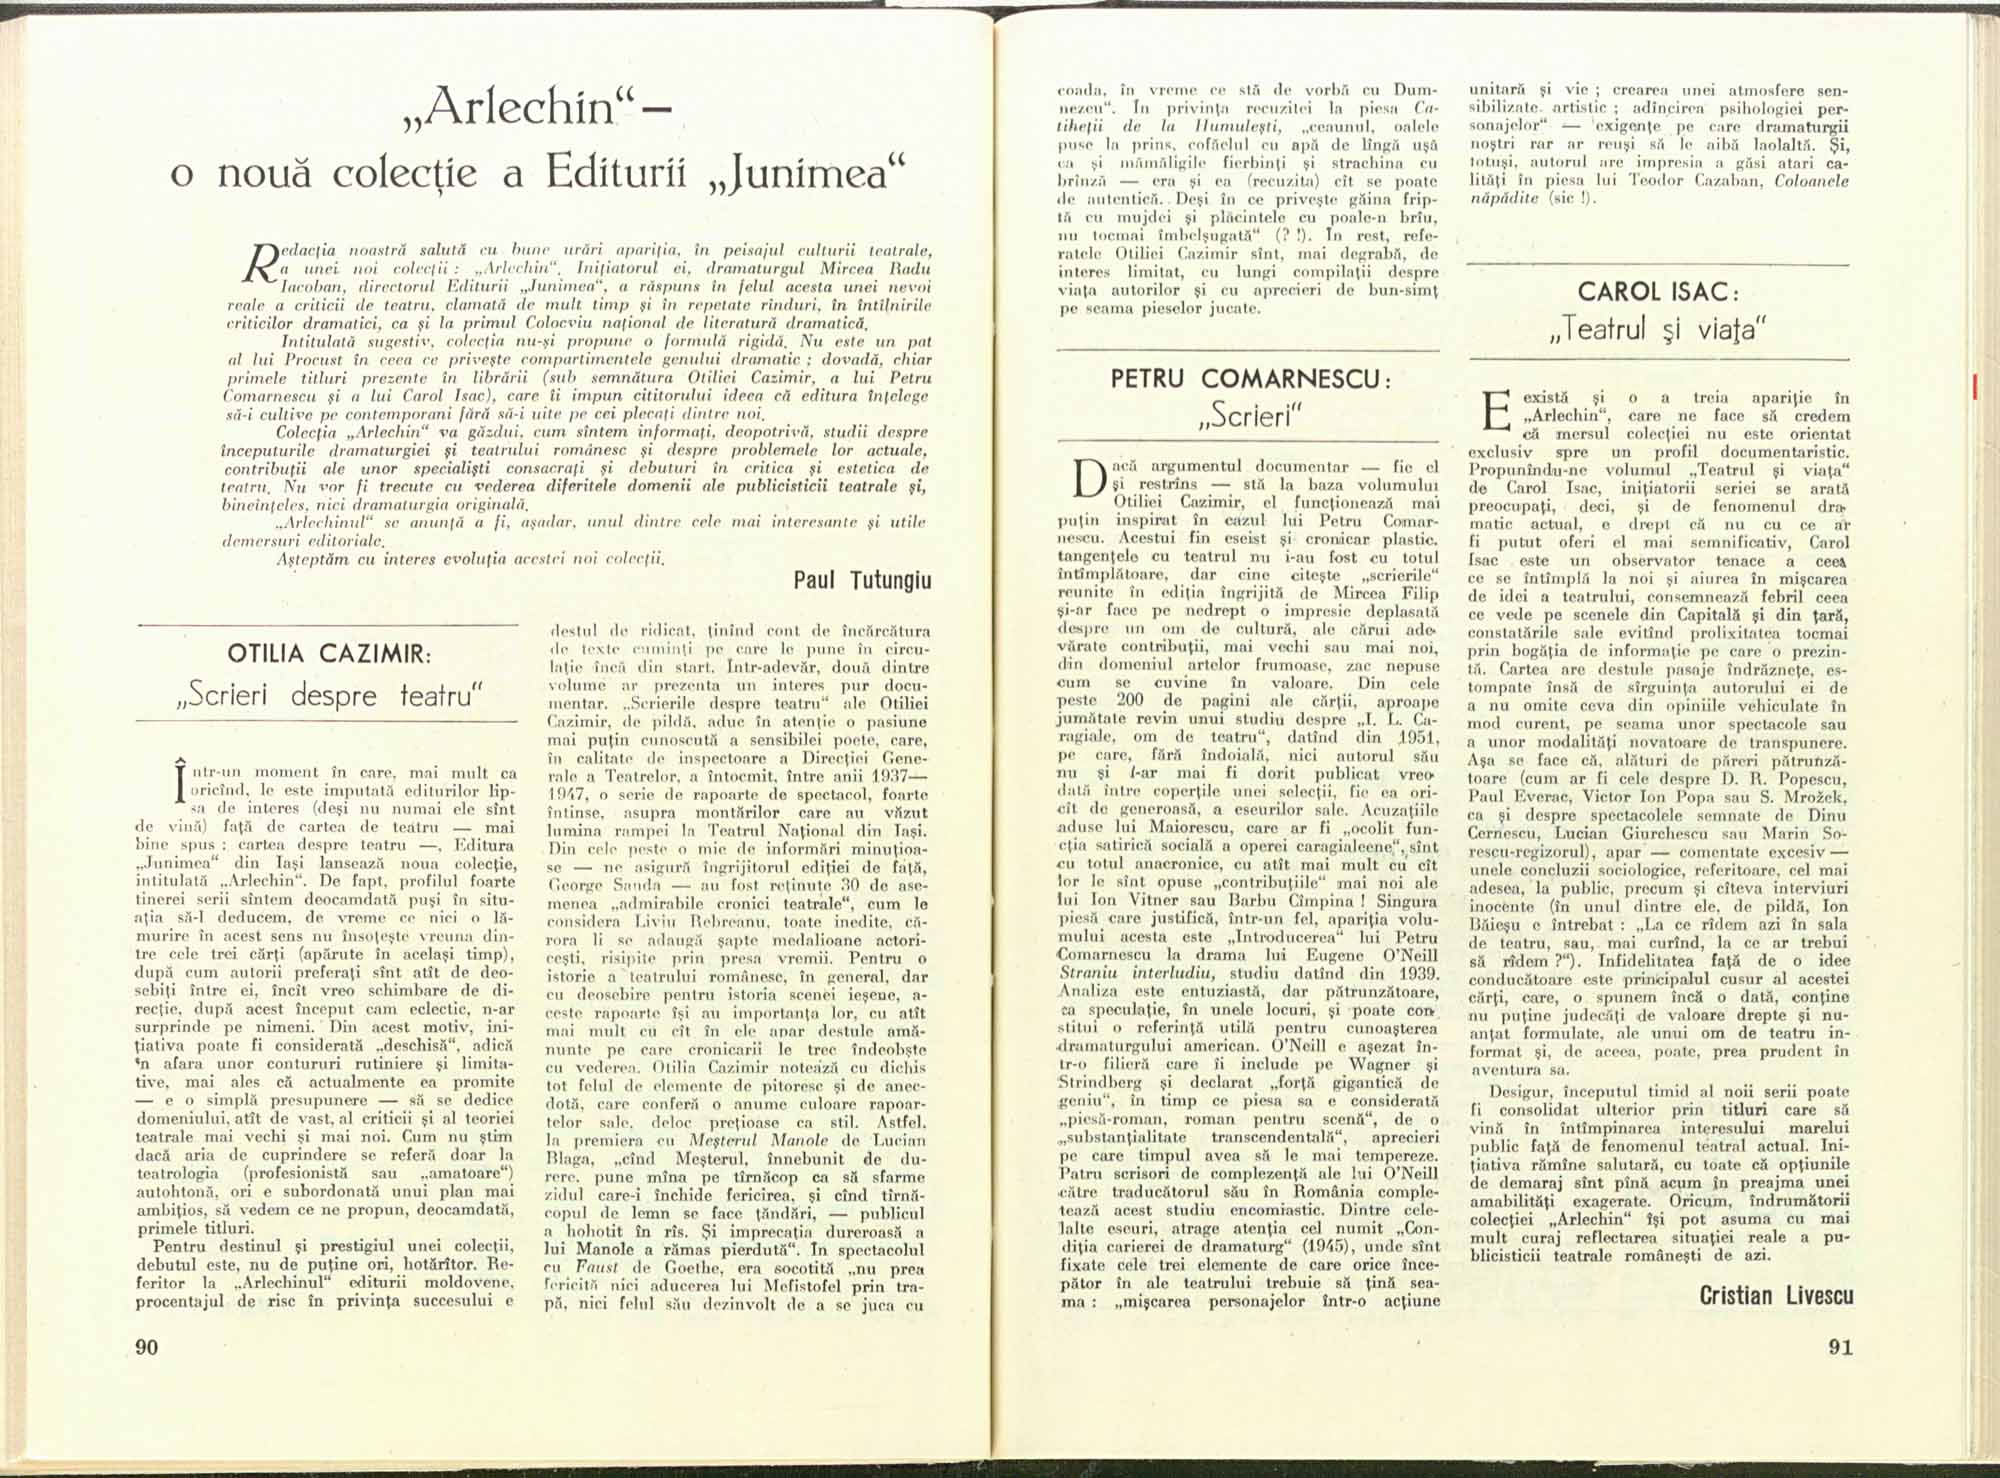 „Arlechin“ —
o nouă colecție a Editurii „Junimea“
Redacția noastră salută cu bune urări apariția, în peisajul culturii teatrale,
a unei noi colecții : „Arlechin“. Inițiatorul ei, dramaturgul Mircea Radu
Iacoban, directorul Editurii „Junimea“, a răspuns în felul acesta unei nevoi
reale a criticii de teatru, clamată de mult timp și în repetate rînduri, în întîlnirile
criticilor dramatici, ca și la primul Colocviu național de literatură dramatică.
Intitulată sugestiv, colecția nu-și propune o formulă rigidă. Nu este un pat
al lui Procust în ceea ce privește compartimentele genului dramatic ; dovadă, chiar
primele titluri prezente în librării (sub semnătura Otiliei Cazimir, a lui Petru
Comarnescu și a lui Carol Isac), care îi impun cititorului ideea că editura înțelege
să-i cultive pe contemporani fără să-i uite pe cei plecați dintre noi.
Colecția „Arlechin“ va găzdui, cum sîntem informați, deopotrivă, studii despre
începuturile dramaturgiei și teatrului românesc și despre problemele lor actuale,
contribuții ale unor specialiști consacrați și debuturi în critica și estetica de
teatru. Nu vor fi trecute cu vederea diferitele domenii ale publicisticii teatrale și,
bineînțeles, nici dramaturgia originală.
„Arlechinul“ se anunță a fi, așadar, unul dintre cele mai interesante și utile
demersuri editoriale.
Așteptăm cu interes evoluția acestei noi colecții.
Paul Tutungiu
OTILIA CAZIMIR:
„Scrieri despre teatru“
Într-un moment în care, mai mult ca
oricînd, le este imputată editurilor lip-
sa de interes (deși nu numai ele sînt
de vină) față de cartea de teatru — mai
bine spus : cartea despre teatru —, Editura
„Junimea“ din Iași lansează noua colecție,
intitulată „Arlechin“. De fapt, profilul foarte
tinerei serii sîntem deocamdată puși în situ-
ația să-l deducem, de vreme ce nici o lă-
murire în acest sens nu însoțește vreuna din-
tre cele trei cărți (apărute în același timp),
după cum autorii preferați sînt atît de deo-
sebiți între ei, încît vreo schimbare de di-
recție, după acest început cam eclectic, n-ar
surprinde pe nimeni. Din acest motiv, ini-
țiativa poate fi considerată „deschisă“, adică
în afara unor contururi rutiniere și limita-
tive, mai ales că actualmente ea promite
— e o simplă presupunere — să se dedice
domeniului, atît de vast, al criticii și al teoriei
teatrale mai vechi și mai noi. Cum nu știm
dacă aria de cuprindere se referă doar la
teatrologia (profesionistă sau „amatoare“)
autohtonă, ori e subordonată unui plan mai
ambițios, să vedem ce ne propun, deocamdată,
primele titluri.
Pentru destinul și prestigiul unei colecții,
debutul este, nu de puține ori, hotărîtor. Re-
feritor la „Arlechinul“ editurii moldovene,
procentajul de risc în privința succesului e
destul de ridicat, ținînd cont de încărcătura
de texte cuminți pe care le pune în circu-
lație încă din start. Într-adevăr, două dintre
volume ar prezenta un interes pur docu-
mentar. „Scrierile despre teatru“ ale Otiliei
Cazimir, de pildă, aduc în atenție o pasiune
mai puțin cunoscută a sensibilei poete, care,
în calitate de inspectoare a Direcției Gene-
rale a Teatrelor, a întocmit, între anii 1937—
1947, o serie de rapoarte de spectacol, foarte
întinse, asupra montărilor care au văzut
lumina rampei la Teatrul Național din Iași.
Din cele peste o mie de informări minuțioa-
se — ne asigură îngrijitorul ediției de față,
George Sanda — au fost reținute 30 de ase-
menea „admirabile cronici teatrale“, cum le
considera Liviu Rebreanu, toate inedite, că-
rora li se adaugă șapte medalioane actori-
cești, risipite prin presa vremii. Pentru o
istorie a teatrului românesc, în general, dar
cu deosebire pentru istoria scenei ieșene, a-
ceste rapoarte își au importanța lor, cu atît
mai mult cu cît în ele apar destule amă-
nunte pe care cronicarii le trec îndeobște
cu vederea. Otilia Cazimir notează cu dichis
tot felul de elemente de pitoresc și de anec-
dotă, care conferă o anume culoare rapoar-
telor sale, deloc prețioase ca stil. Astfel,
la premiera cu Meșterul Manole de Lucian
Blaga, „cînd Meșterul, înnebunit de du-
rere, pune mîna pe tîrnăcop ca să sfarme
zidul care-i închide fericirea, și cînd tîrnă-
copul de lemn se face țăndări, — publicul
a hohotit în rîs. Și imprecația dureroasă a
lui Manole a rămas pierdută“. În spectacolul
cu Faust de Goethe, era socotită „nu prea
fericită nici aducerea lui Mefistofel prin tra-
pă, nici felul său dezinvolt de a se juca cu
90
coada, în vreme ce stă de vorbă cu Dum-
nezeu“. În privința recuzitei la piesa Ca-
tiheții de la Humulești, „ceaunul, oalele
puse la prins, cofăelul cu apă de lîngă ușă
ca și mămăligile fierbinți și strachina cu
brînză — era și ea (recuzita) cît se poate
de autentică. Deși în ce privește găina frip-
tă cu mujdei și plăcintele cu poale-n brîu,
nu tocmai îmbelșugată“ (? !). În rest, refe-
ratele Otiliei Cazimir sînt, mai degrabă, de
interes limitat, cu lungi compilații despre
viața autorilor și cu aprecieri de bun-simț
pe seama pieselor jucate.
PETRU COMARNESCU:
„Scrieri“
Dacă argumentul documentar — fie el
și restrîns — stă la baza volumului
Otiliei Cazimir, el funcționează mai
puțin inspirat în cazul lui Petru Comar-
nescu. Acestui fin eseist și cronicar plastic,
tangențele cu teatrul nu i-au fost cu totul
întîmplătoare, dar cine citește „scrierile“
reunite în ediția îngrijită de Mircea Filip
și-ar face pe nedrept o impresie deplasată
despre un om de cultură, ale cărui ade-
vărate contribuții, mai vechi sau mai noi,
din domeniul artelor frumoase, zac nepuse
cum se cuvine în valoare. Din cele
peste 200 de pagini ale cărții, aproape
jumătate revin unui studiu despre „I. L. Ca-
ragiale, om de teatru“, datînd din 1951,
pe care, fără îndoială, nici autorul său
nu și l-ar mai fi dorit publicat vreo-
dată între coperțile unei selecții, fie ea ori-
cît de generoasă, a eseurilor sale. Acuzațiile
aduse lui Maiorescu, care ar fi „ocolit fun-
cția satirică socială a operei caragialeene“, sînt
cu totul anacronice, cu atît mai mult cu cît
lor le sînt opuse „contribuțiile“ mai noi ale
lui Ion Vitner sau Barbu Cîmpina ! Singura
piesă care justifică, într-un fel, apariția volu-
mului acesta este „Introducerea“ lui Petru
Comarnescu la drama lui Eugene O'Neill
Straniu interludiu, studiu datînd din 1939.
Analiza este entuziastă, dar pătrunzătoare,
ca speculație, în unele locuri, și poate con-
stitui o referință utilă pentru cunoașterea
dramaturgului american. O'Neill e așezat în-
tr-o filieră care îi include pe Wagner și
Strindberg și declarat „forță gigantică de
geniu“, în timp ce piesa sa e considerată
„piesă-roman, roman pentru scenă“, de o
„substanțialitate transcendentală“, aprecieri
pe care timpul avea să le mai tempereze.
Patru scrisori de complezență ale lui O'Neill
către traducătorul său în România comple-
tează acest studiu encomiastic. Dintre cele-
lalte eseuri, atrage atenția cel numit „Con-
diția carierei de dramaturg“ (1945), unde sînt
fixate cele trei elemente de care orice înce-
pător în ale teatrului trebuie să țină sea-
ma : „mișcarea personajelor într-o acțiune
unitară și vie ; crearea unei atmosfere sen-
sibilizate artistic ; adîncirea psihologiei per-
sonajelor“ — exigențe pe care dramaturgii
noștri rar ar reuși să le aibă laolaltă. Și,
totuși, autorul are impresia a găsi atari ca-
lități în piesa lui Teodor Cazaban, Coloanele
năpădite (sic !).
CAROL ISAC:
„Teatrul și viața“
Există și o a treia apariție în
„Arlechin“, care ne face să credem
că mersul colecției nu este orientat
exclusiv spre un profil documentaristic.
Propunîndu-ne volumul „Teatrul și viața“
de Carol Isac, inițiatorii seriei se arată
preocupați, deci, și de fenomenul dra-
matic actual, e drept că nu cu ce ar
fi putut oferi el mai semnificativ, Carol
Isac este un observator tenace a ceea
ce se întîmplă la noi și aiurea în mișcarea
de idei a teatrului, consemnează febril ceea
ce vede pe scenele din Capitală și din țară,
constatările sale evitînd prolixitatea tocmai
prin bogăția de informație pe care o prezin-
tă. Cartea are destule pasaje îndrăznețe, es-
tompate însă de sîrguința autorului ei de
a nu omite ceva din opiniile vehiculate în
mod curent, pe seama unor spectacole sau
a unor modalități novatoare de transpunere.
Așa se face că, alături de păreri pătrunză-
toare (cum ar fi cele despre D. R. Popescu,
Paul Everac, Victor Ion Popa sau S. Mrožek,
ca și despre spectacolele semnate de Dinu
Cernescu, Lucian Giurchescu sau Marin So-
rescu-regizorul), apar — comentate excesiv —
unele concluzii sociologice, referitoare, cel mai
adesea, la public, precum și cîteva interviuri
inocente (în unul dintre ele, de pildă, Ion
Băieșu e întrebat : „La ce rîdem azi în sala
de teatru, sau, mai curînd, la ce ar trebui
să rîdem ?“). Infidelitatea față de o idee
conducătoare este principalul cusur al acestei
cărți, care, o spunem încă o dată, conține
nu puține judecăți de valoare drepte și nu-
anțat formulate, ale unui om de teatru in-
format și, de aceea, poate, prea prudent în
aventura sa.
Desigur, începutul timid al noii serii poate
fi consolidat ulterior prin titluri care să
vină în întîmpinarea interesului marelui
public față de fenomenul teatral actual. Ini-
țiativa rămîne salutară, cu toate că opțiunile
de demaraj sînt pînă acum în preajma unei
amabilități exagerate. Oricum, îndrumătorii
colecției „Arlechin“ își pot asuma cu mai
mult curaj reflectarea situației reale a pu-
blicisticii teatrale românești de azi.
Cristian Livescu
91